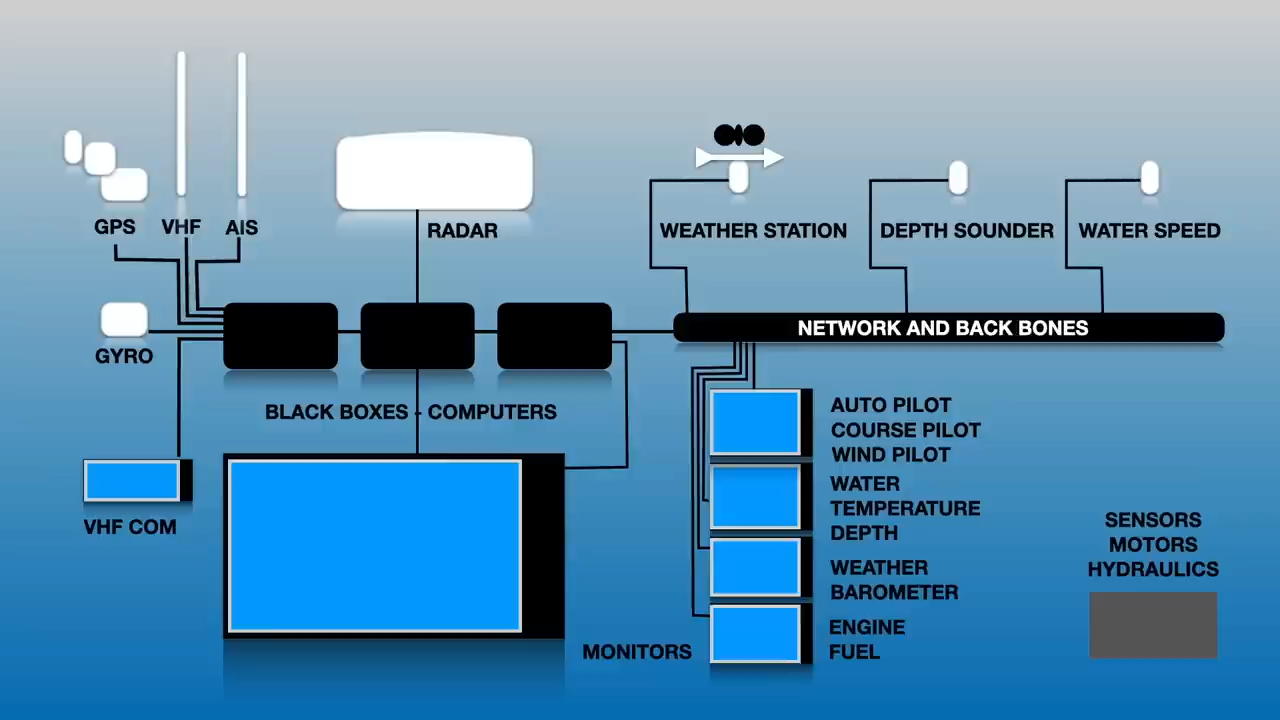 GPS
VHF
AIS
RADAR
WEATHER STATION
DEPTH SOUNDER
WATER SPEED
NETWORK AND BACK BONES
GYRO
BLACK BOXES - COMPUTERS
AUTO PILOT
COURSE PILOT
WIND PILOT
WATER
TEMPERATURE
DEPTH
WEATHER
BAROMETER
ENGINE
FUEL
VHF COM
MONITORS
SENSORS
MOTORS
HYDRAULICS